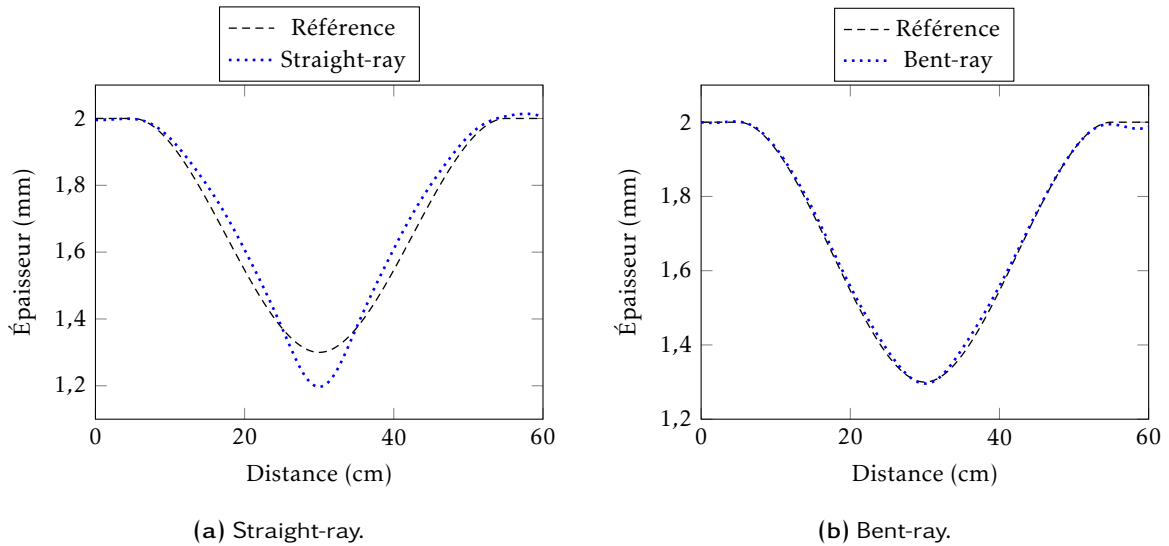 Référence
Straight-ray
2
1,8
1,6
1,4
1,2
0
20
40
60
Épaisseur (mm)
Distance (cm)
(a) Straight-ray.
Référence
Bent-ray
2
1,8
1,6
1,4
1,2
0
20
40
60
Épaisseur (mm)
Distance (cm)
(b) Bent-ray.